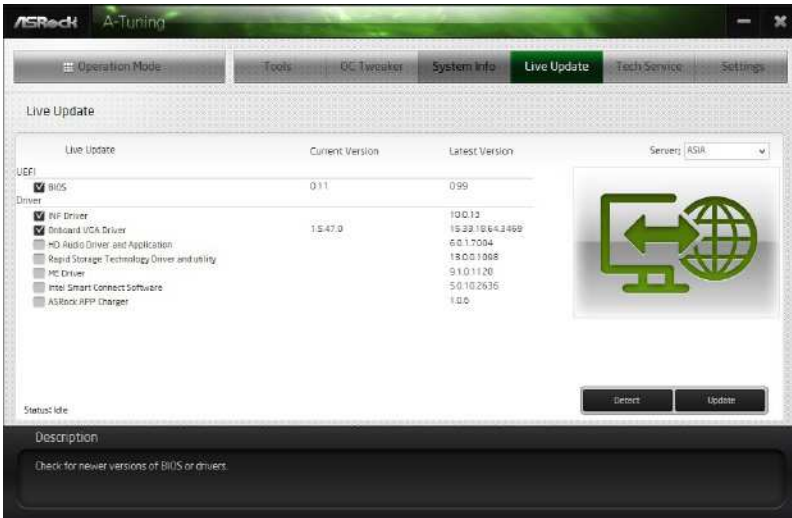 ASRock A-Tuning
Operation Mode Tools OC Tweaker System Info Live Update Tech Service Settings
Live Update
Live Update Current Version Latest Version Server: ASIA
UEFI
BIOS 0.11 0.99
Driver
INF Driver 10.0.13
Onboard VGA Driver 1.5.47.0 15.33.18.64.3469
HD Audio Driver and Application 6.0.1.7004
Rapid Storage Technology Driver and utility 13.0.0.1098
ME Driver 9.1.0.1120
Intel Smart Connect Software 5.0.10.2636
ASRock APP Charger 1.0.6
Detect Update
Status: Idle
Description
Check for newer versions of BIOS or drivers.